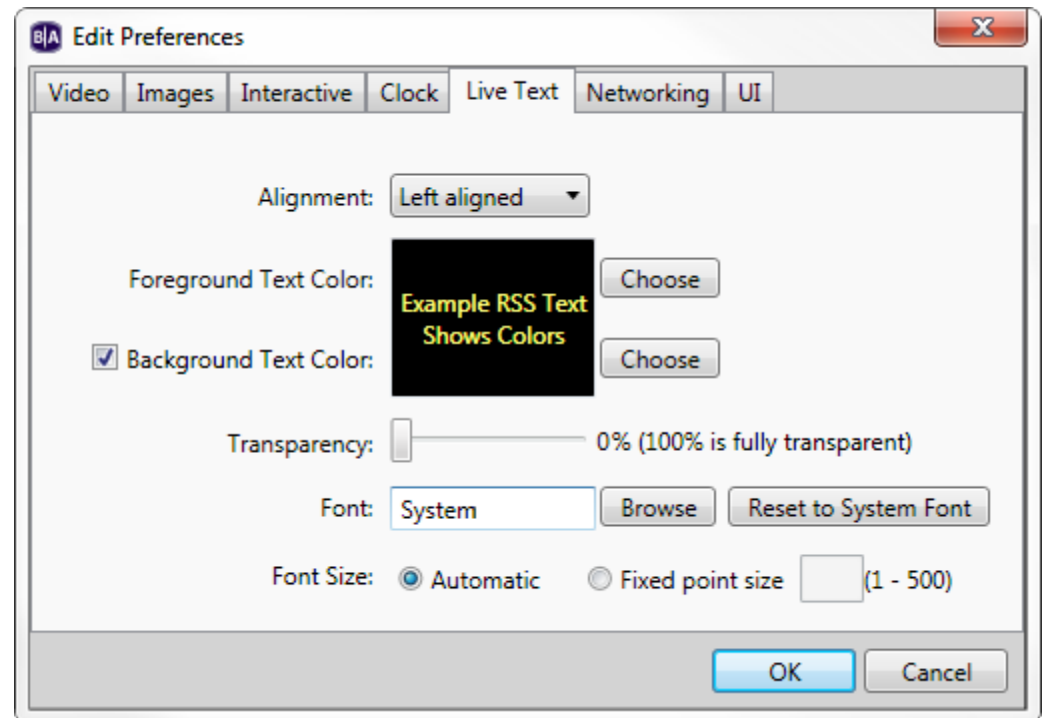 B|A Edit Preferences
Video Images Interactive Clock Live Text Networking UI
Alignment: Left aligned
Foreground Text Color: Choose
Example RSS Text
Shows Colors
Background Text Color: Choose
Transparency: 0% (100% is fully transparent)
Font: System Browse Reset to System Font
Font Size: Automatic Fixed point size (1 - 500)
OK Cancel